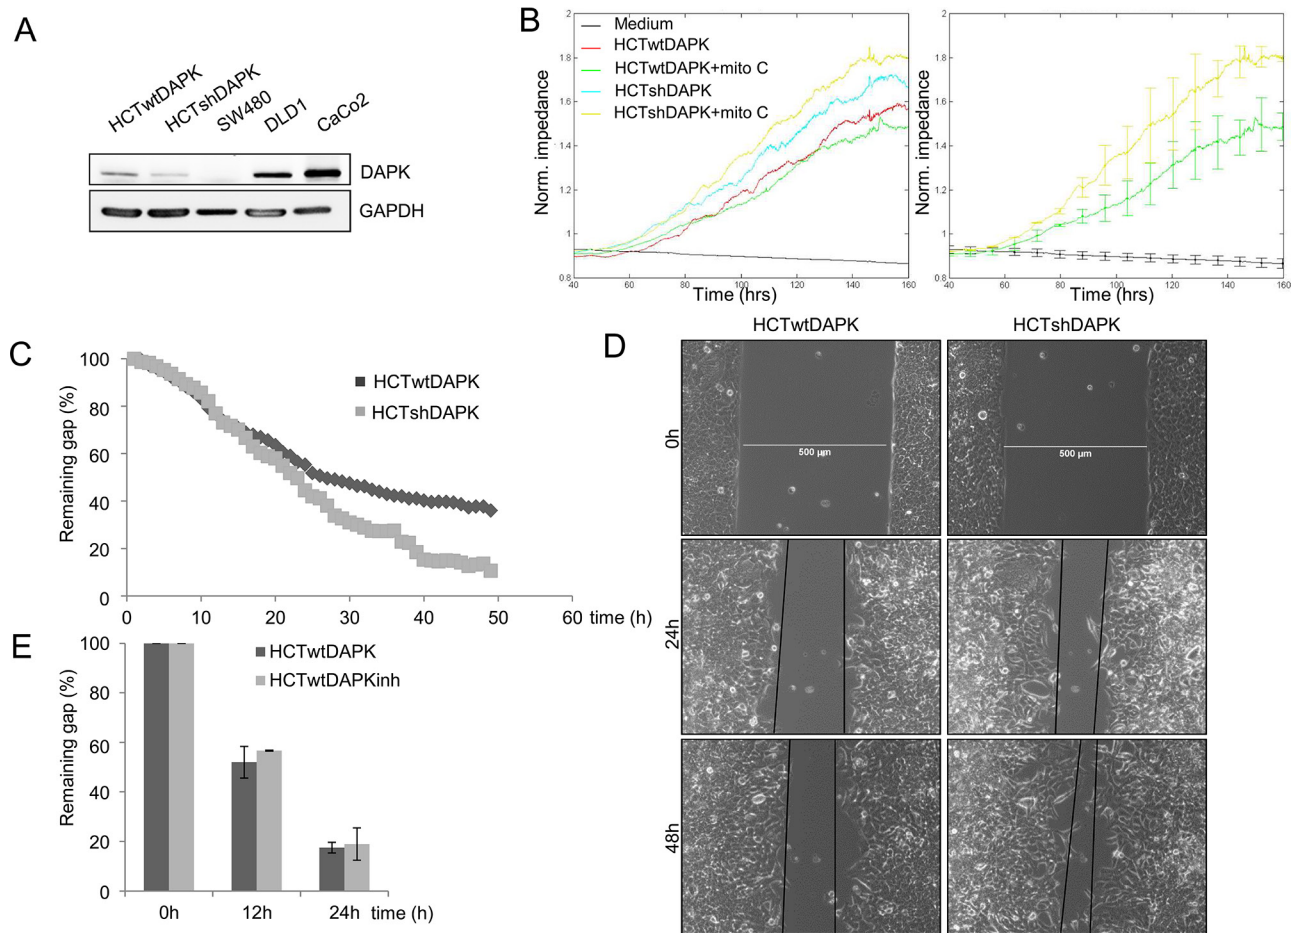 A
HCTwtDAPK
HCTshDAPK
SW480
DLD1
CaCo2
DAPK
GAPDH
B
Norm. impedance
2
1.8
1.6
1.4
1.2
1
0.8
Medium
HCTwtDAPK
HCTwtDAPK+mito C
HCTshDAPK
HCTshDAPK+mito C
40 60 80 100 120 140 160
Time (hrs)
Norm. impedance
2
1.8
1.6
1.4
1.2
1
0.8
40 60 80 100 120 140 160
Time (hrs)
C
Remaining gap (%)
100
80
60
40
20
0
HCTwtDAPK
HCTshDAPK
0 10 20 30 40 50 60 time (h)
D
HCTwtDAPK HCTshDAPK
0h
500 µm
500 µm
24h
48h
E
Remaining gap (%)
100
80
60
40
20
0
HCTwtDAPK
HCTwtDAPKinh
0h 12h 24h time (h)